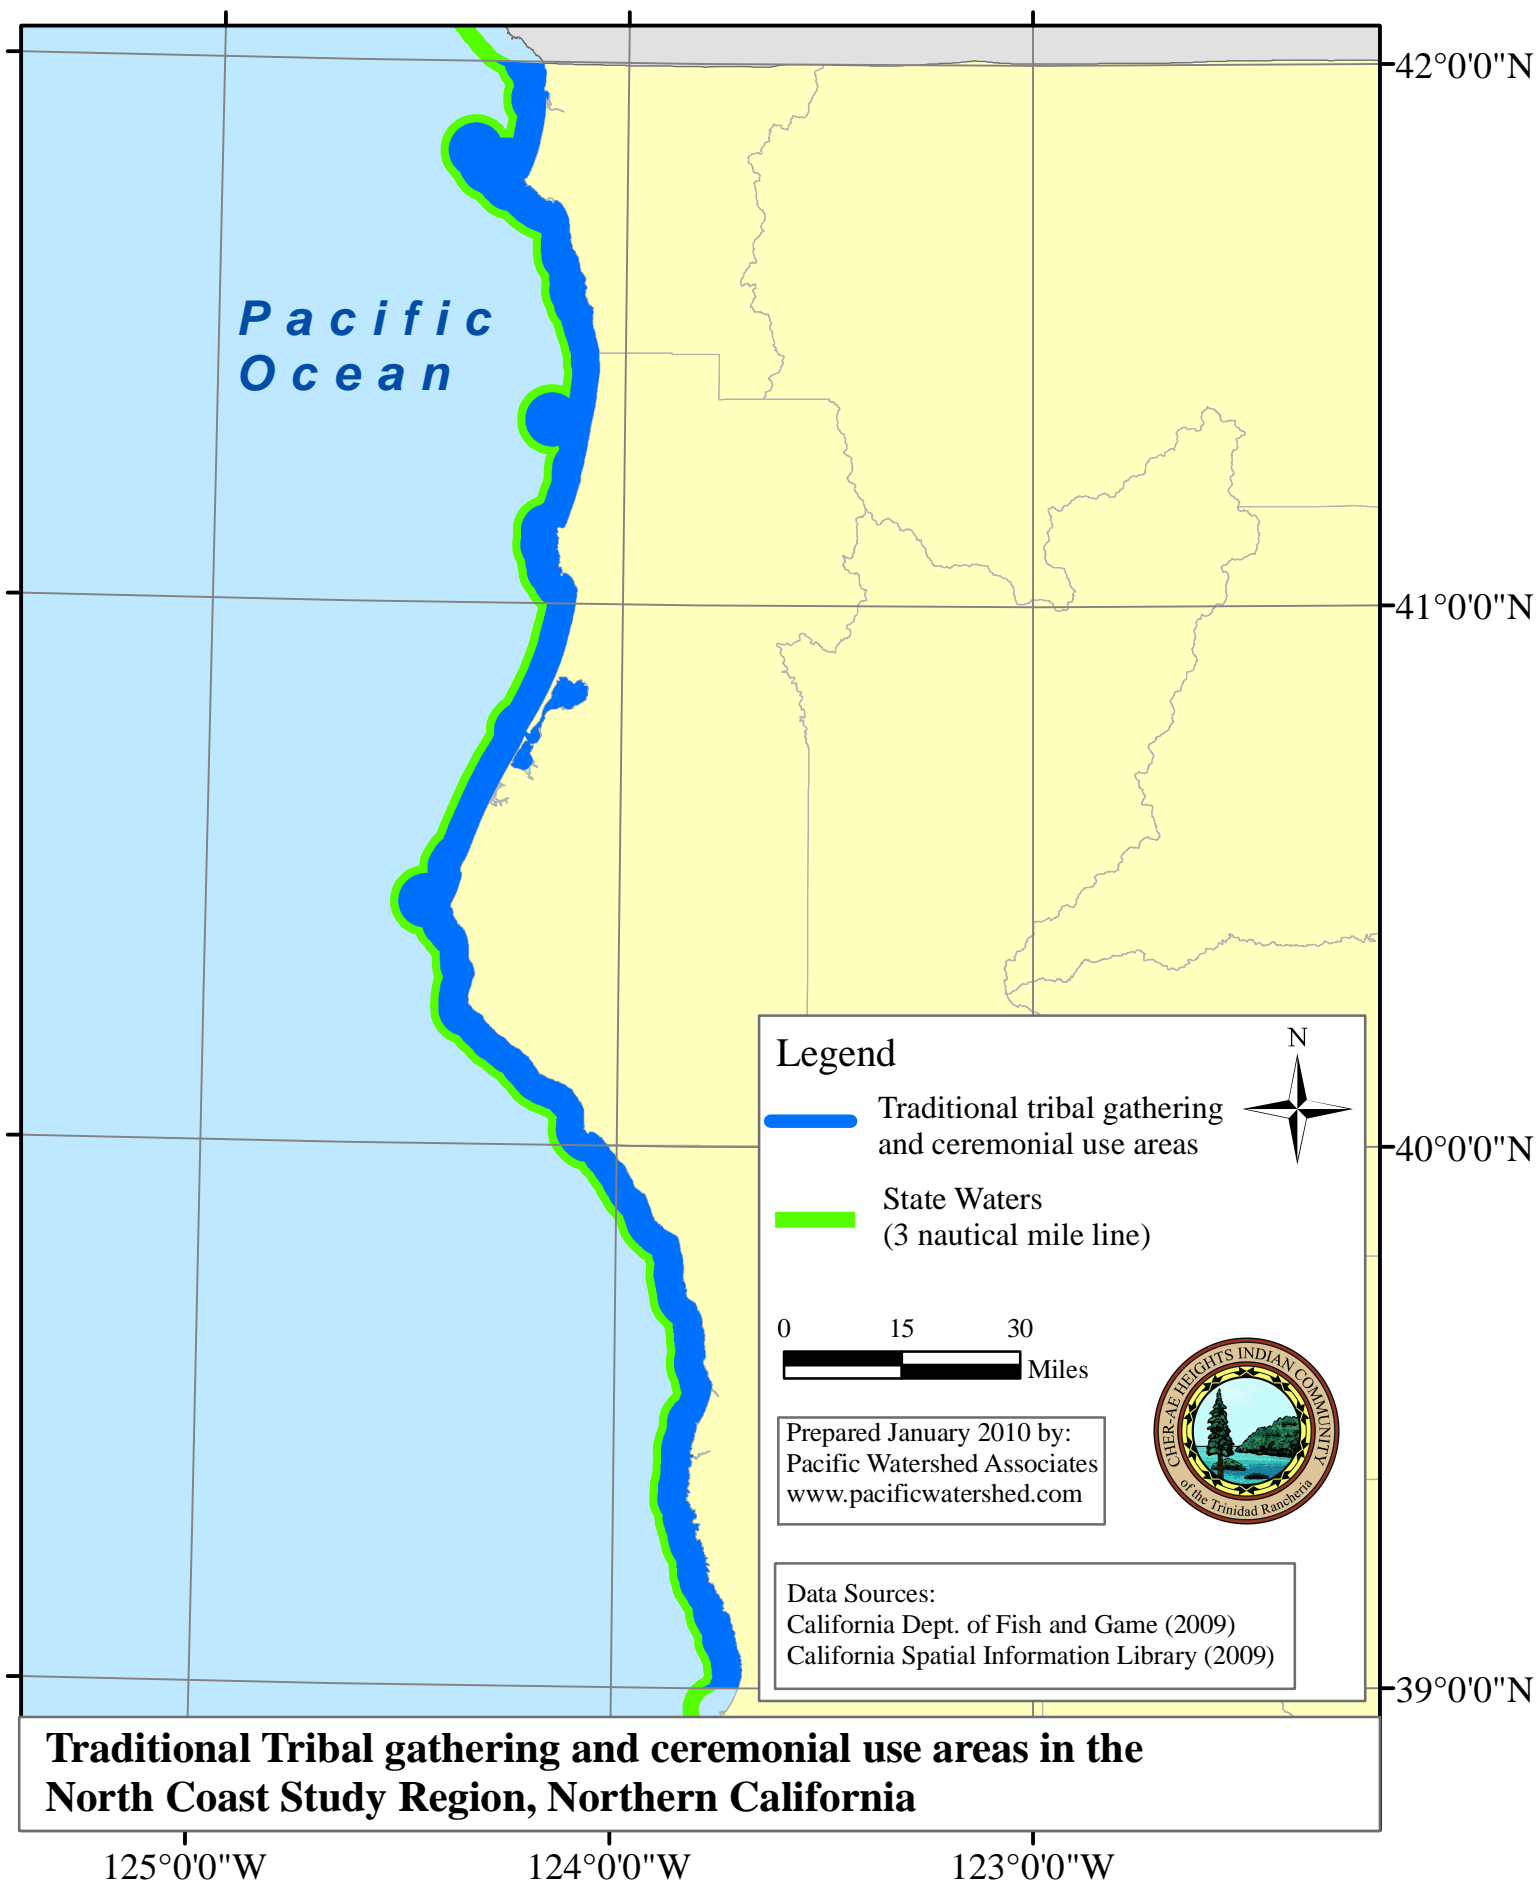 42°0'0"N
Pacific
Ocean
41°0'0"N
Legend
N
Traditional tribal gathering
and ceremonial use areas
40°0'0"N
State Waters
(3 nautical mile line)
0 15 30
Miles
CHER-AE HEIGHTS INDIAN COMMUNITY
of the Trinidad Rancheria
Prepared January 2010 by:
Pacific Watershed Associates
www.pacificwatershed.com
Data Sources:
California Dept. of Fish and Game (2009)
California Spatial Information Library (2009)
39°0'0"N
Traditional Tribal gathering and ceremonial use areas in the
North Coast Study Region, Northern California
125°0'0"W 124°0'0"W 123°0'0"W